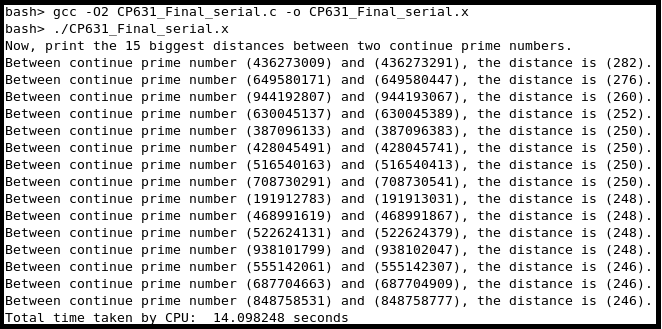 bash> gcc -O2 CP631_Final_serial.c -o CP631_Final_serial.x
bash> ./CP631_Final_serial.x
Now, print the 15 biggest distances between two continue prime numbers.
Between continue prime number (436273009) and (436273291), the distance is (282).
Between continue prime number (649580171) and (649580447), the distance is (276).
Between continue prime number (944192807) and (944193067), the distance is (260).
Between continue prime number (630045137) and (630045389), the distance is (252).
Between continue prime number (387096133) and (387096383), the distance is (250).
Between continue prime number (428045491) and (428045741), the distance is (250).
Between continue prime number (516540163) and (516540413), the distance is (250).
Between continue prime number (708730291) and (708730541), the distance is (250).
Between continue prime number (191912783) and (191913031), the distance is (248).
Between continue prime number (468991619) and (468991867), the distance is (248).
Between continue prime number (522624131) and (522624379), the distance is (248).
Between continue prime number (938101799) and (938102047), the distance is (248).
Between continue prime number (555142061) and (555142307), the distance is (246).
Between continue prime number (687704663) and (687704909), the distance is (246).
Between continue prime number (848758531) and (848758777), the distance is (246).
Total time taken by CPU:  14.098248 seconds